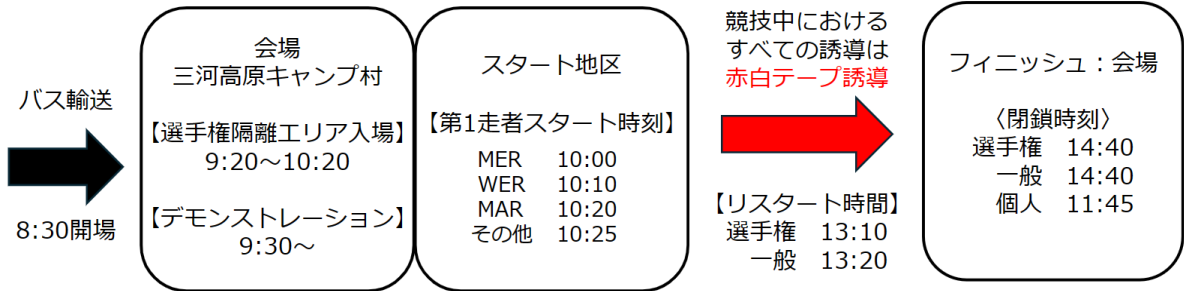 バス輸送
8:30開場
会場
三河高原キャンプ村
【選手権隔離エリア入場】
9:20～10:20
【デモンストレーション】
9:30～
スタート地区
【第1走者スタート時刻】
MER 10:00
WER 10:10
MAR 10:20
その他 10:25
競技中における
すべての誘導は
赤白テープ誘導
【リスタート時間】
選手権 13:10
一般 13:20
フィニッシュ：会場
〈閉鎖時刻〉
選手権 14:40
一般 14:40
個人 11:45